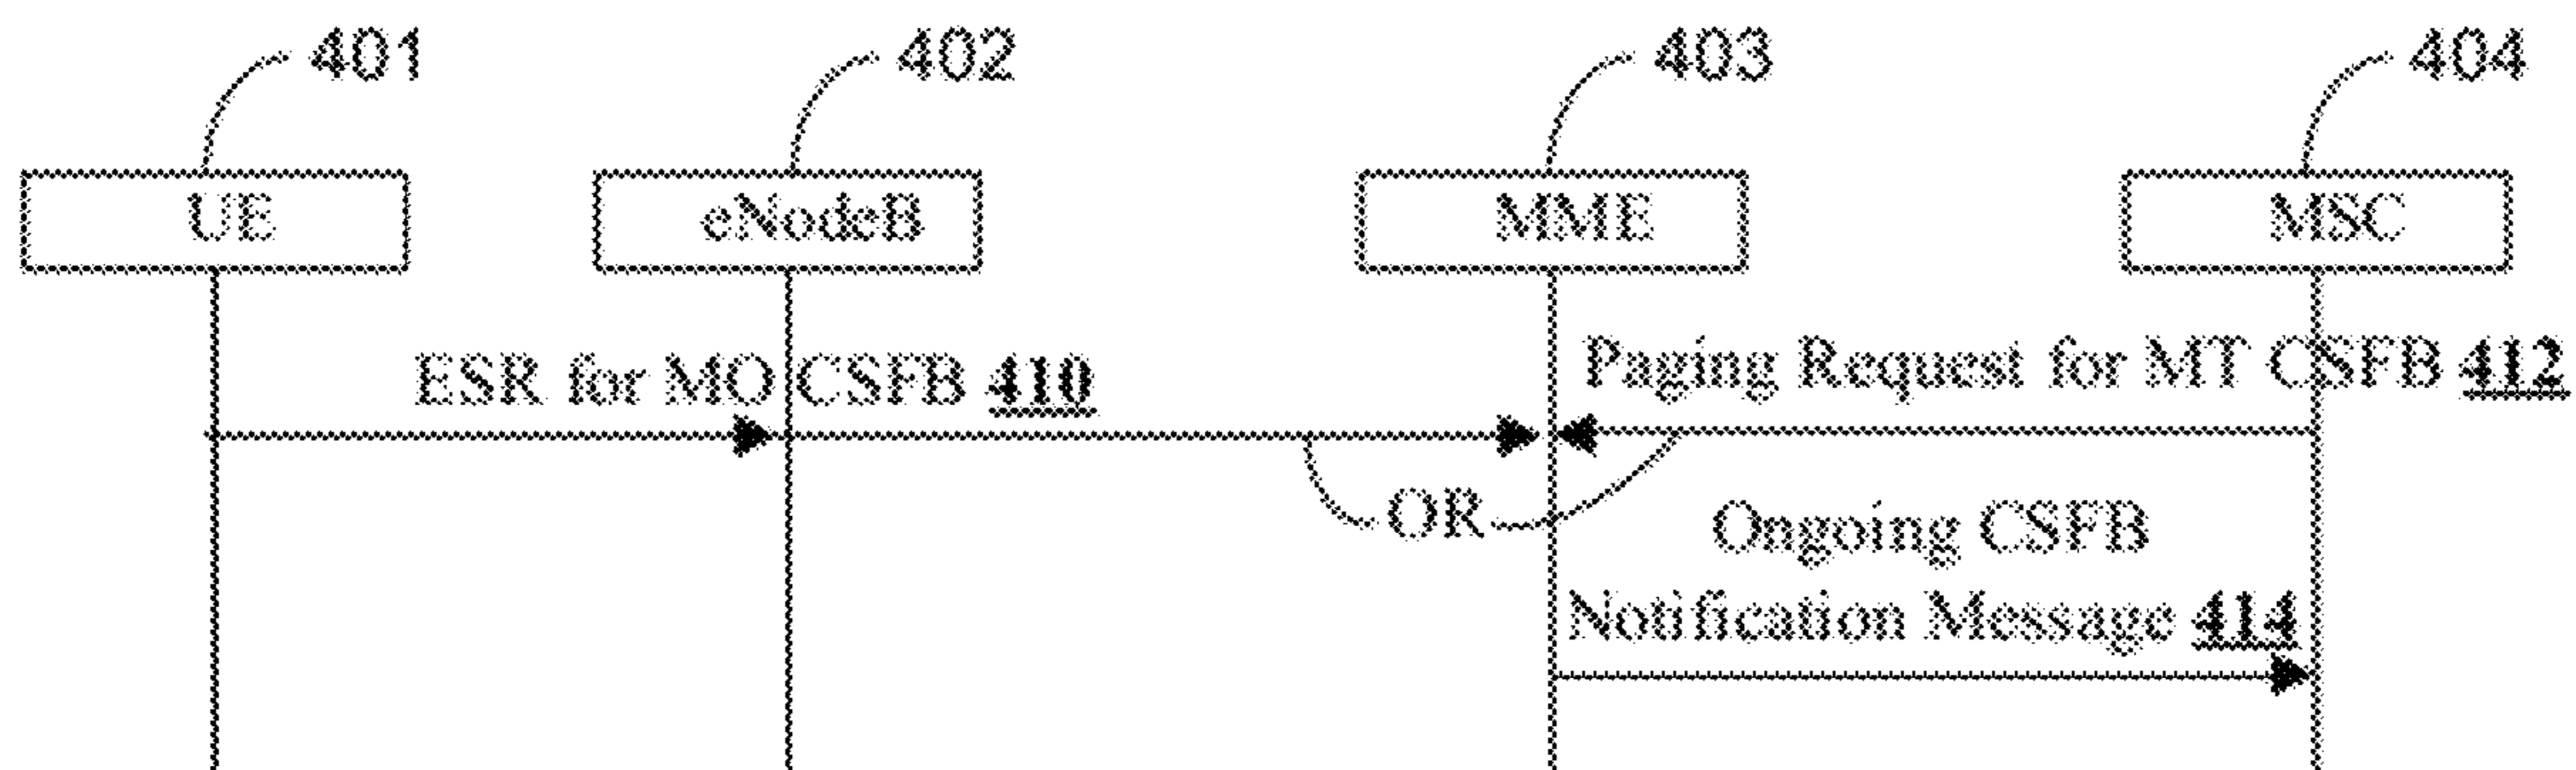 401 402 403 404
UE eNodeB MME MSC
ESR for MO CSFB 410 Paging Request for MT CSFB 412
OR
Ongoing CSFB
Notification Message 414